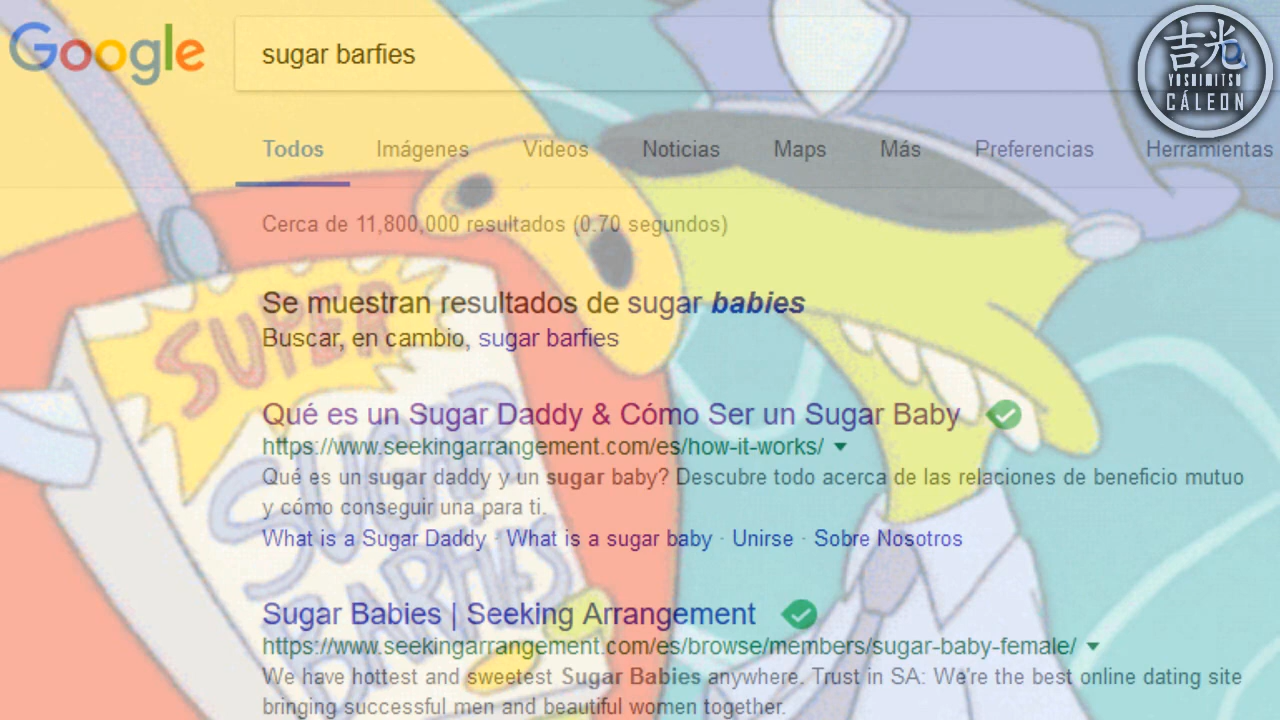 Google
sugar barfies
吉光
YOSHIMITSU
CÁLEON
Todos Imágenes Videos Noticias Maps Más Preferencias Herramientas
Cerca de 11,800,000 resultados (0.70 segundos)
Se muestran resultados de sugar babies
Buscar, en cambio, sugar barfies
Qué es un Sugar Daddy & Cómo Ser un Sugar Baby
https://www.seekingarrangement.com/es/how-it-works/
Qué es un sugar daddy y un sugar baby? Descubre todo acerca de las relaciones de beneficio mutuo
y cómo conseguir una para ti.
What is a Sugar Daddy · What is a sugar baby · Unirse · Sobre Nosotros
Sugar Babies | Seeking Arrangement
https://www.seekingarrangement.com/es/browse/members/sugar-baby-female/
We have hottest and sweetest Sugar Babies anywhere. Trust in SA: We're the best online dating site
bringing successful men and beautiful women together.
SUPER
SUGAR
BARFIES